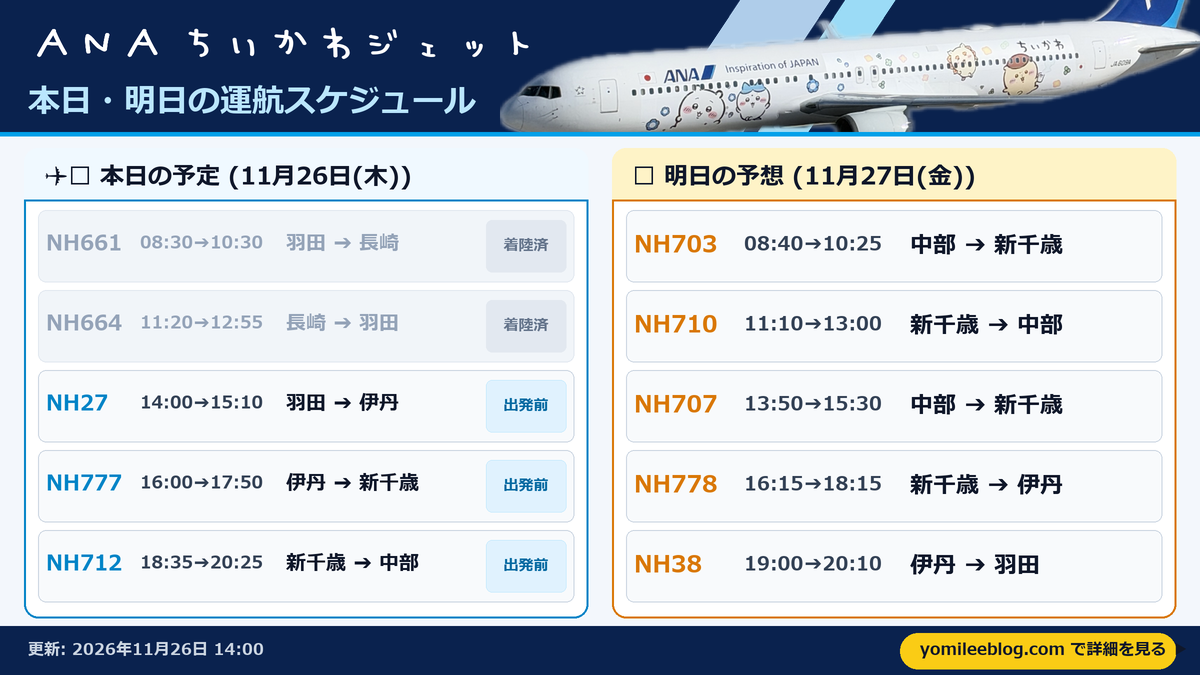 ANA ちいかわジェット
本日・明日の運航スケジュール
ANA Inspiration of JAPAN
ちいかわ
✈□ 本日の予定 (11月26日(木))
NH661 08:30→10:30 羽田 → 長崎 着陸済
NH664 11:20→12:55 長崎 → 羽田 着陸済
NH27 14:00→15:10 羽田 → 伊丹 出発前
NH777 16:00→17:50 伊丹 → 新千歳 出発前
NH712 18:35→20:25 新千歳 → 中部 出発前
□ 明日の予想 (11月27日(金))
NH703 08:40→10:25 中部 → 新千歳
NH710 11:10→13:00 新千歳 → 中部
NH707 13:50→15:30 中部 → 新千歳
NH778 16:15→18:15 新千歳 → 伊丹
NH38 19:00→20:10 伊丹 → 羽田
更新: 2026年11月26日 14:00
yomileeblog.com で詳細を見る